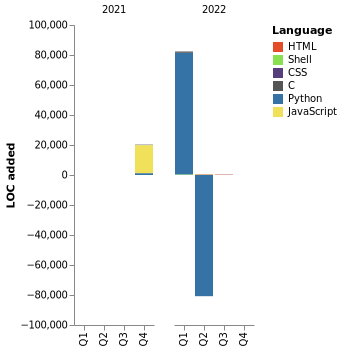 2021 2022
Language
HTML
Shell
CSS
C
Python
JavaScript
LOC added
100,000
80,000
60,000
40,000
20,000
0
−20,000
−40,000
−60,000
−80,000
−100,000
Q1 Q2 Q3 Q4 Q1 Q2 Q3 Q4